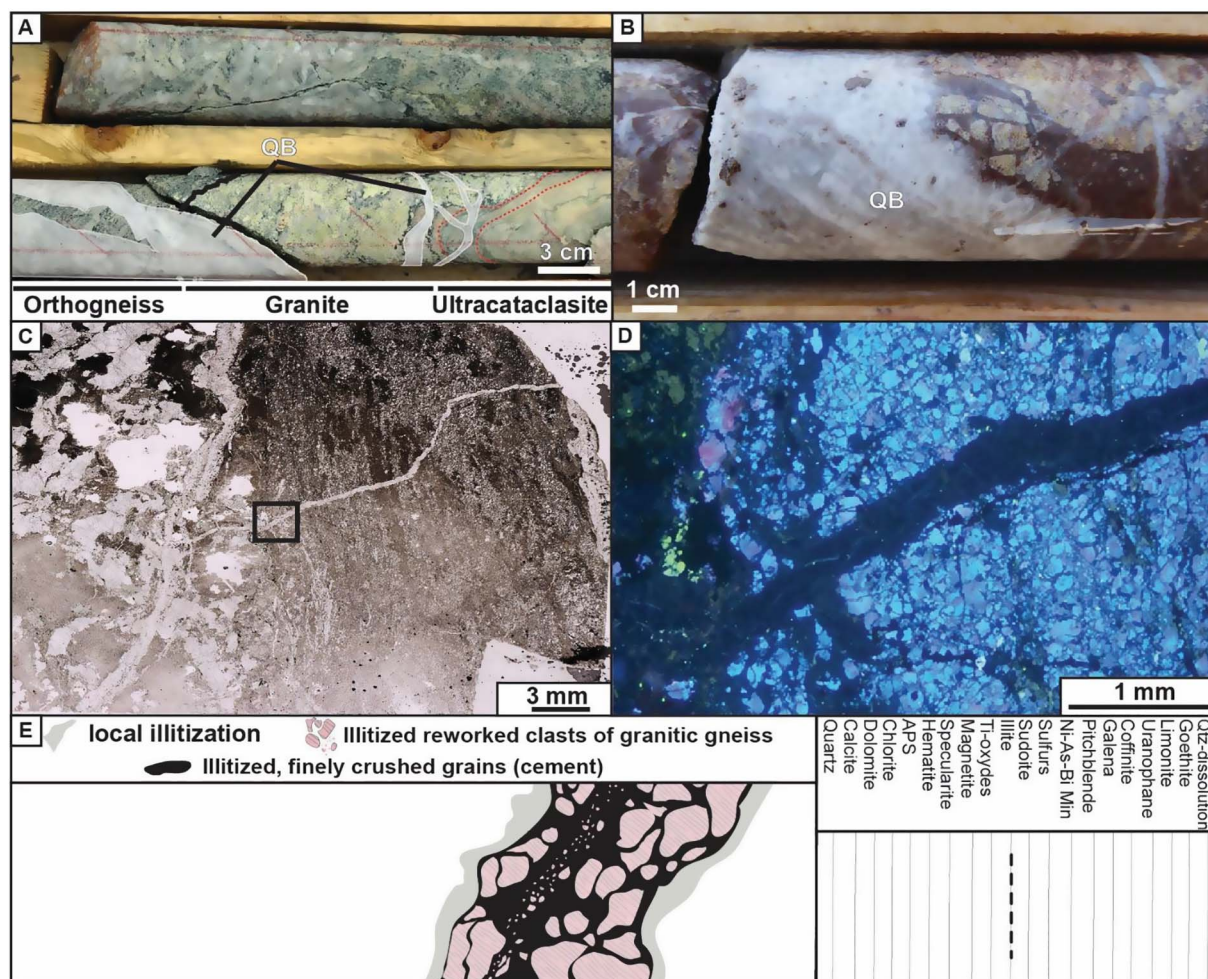 A
QB
3 cm
Orthogneiss Granite Ultracataclasite
B
QB
1 cm
C
3 mm
D
1 mm
E
local illitization
Illitized reworked clasts of granitic gneiss
Illitized, finely crushed grains (cement)
Quartz
Calcite
Dolomite
Chlorite
APS
Hematite
Specularite
Magnetite
Ti-oxydes
Illite
Sudoite
Sulfurs
Ni-As-Bi Min
Pitchblende
Galena
Coffinite
Uranophane
Limonite
Goethite
Qtz-dissolution